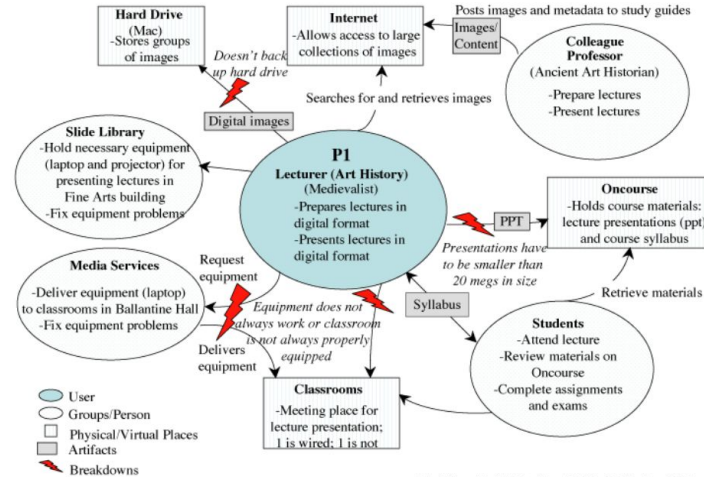 Hard Drive
(Mac)
-Stores groups
of images
Doesn't back
up hard drive
Digital images
Internet
-Allows access to large
collections of images
Searches for and retrieves images
Posts images and metadata to study guides
Images/
Content
Colleague
Professor
(Ancient Art Historian)
-Prepare lectures
-Present lectures
Slide Library
-Hold necessary equipment
(laptop and projector) for
presenting lectures in
Fine Arts building
-Fix equipment problems
P1
Lecturer (Art History)
(Medievalist)
-Prepares lectures in
digital format
-Presents lectures in
digital format
PPT
Presentations have
to be smaller than
20 megs in size
Oncourse
-Holds course materials:
lecture presentations (ppt)
and course syllabus
Media Services
-Deliver equipment (laptop)
to classrooms in Ballantine Hall
-Fix equipment problems
Request
equipment
Delivers
equipment
Equipment does not
always work or classroom
is not always properly
equipped
Syllabus
Retrieve materials
Students
-Attend lecture
-Review materials on
Oncourse
-Complete assignments
and exams
Classrooms
-Meeting place for
lecture presentation;
1 is wired; 1 is not
User
Groups/Person
Physical/Virtual Places
Artifacts
Breakdowns